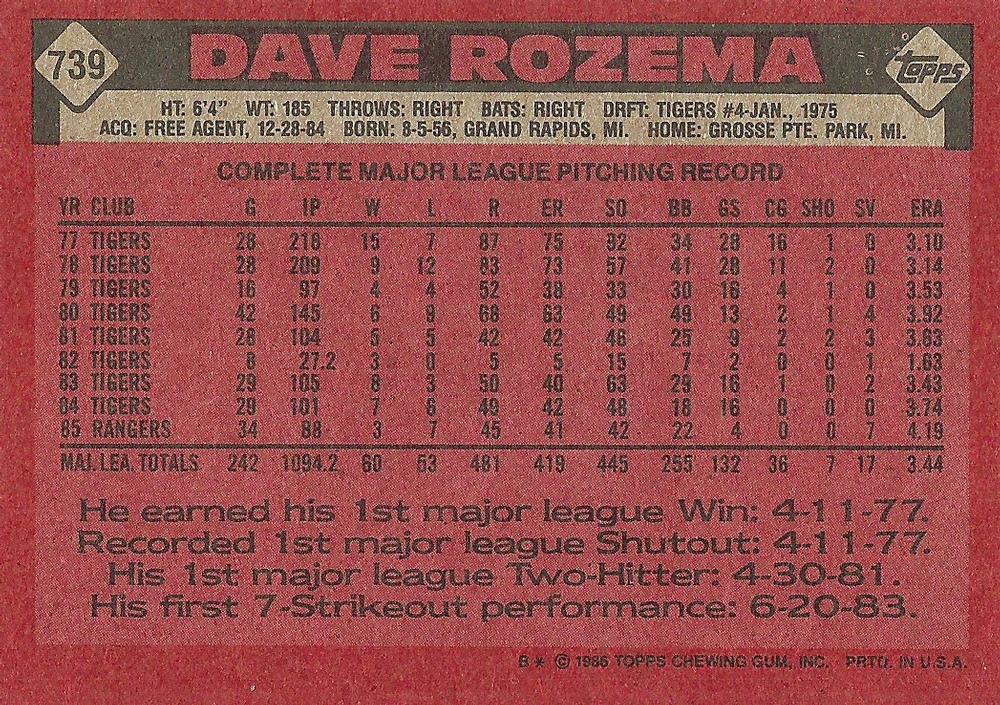 739 DAVE ROZEMA Topps
HT: 6'4" WT: 185 THROWS: RIGHT BATS: RIGHT DRFT: TIGERS #4-JAN., 1975
ACQ: FREE AGENT, 12-28-84 BORN: 8-5-56, GRAND RAPIDS, MI. HOME: GROSSE PTE. PARK, MI.
COMPLETE MAJOR LEAGUE PITCHING RECORD
YR CLUB G IP W L R ER SO BB GS CG SHO SV ERA
77 TIGERS 28 218 15 7 87 75 92 34 28 16 1 0 3.10
78 TIGERS 28 209 9 12 83 73 57 41 28 11 2 0 3.14
79 TIGERS 16 97 4 4 52 38 33 30 16 4 1 0 3.53
80 TIGERS 42 145 6 9 68 63 49 49 13 2 1 4 3.92
81 TIGERS 28 104 5 5 42 42 46 25 9 2 2 3 3.63
82 TIGERS 8 27.2 3 0 5 5 15 7 2 0 0 1 1.63
83 TIGERS 29 105 8 3 50 40 63 29 16 1 0 2 3.43
84 TIGERS 29 101 7 6 49 42 48 18 16 0 0 0 3.74
85 RANGERS 34 88 3 7 45 41 42 22 4 0 0 7 4.19
MAJ. LEA. TOTALS 242 1094.2 60 53 481 419 445 255 132 36 7 17 3.44
He earned his 1st major league Win: 4-11-77.
Recorded 1st major league Shutout: 4-11-77.
His 1st major league Two-Hitter: 4-30-81.
His first 7-Strikeout performance: 6-20-83.
B * © 1986 TOPPS CHEWING GUM, INC. PRTD. IN U.S.A.